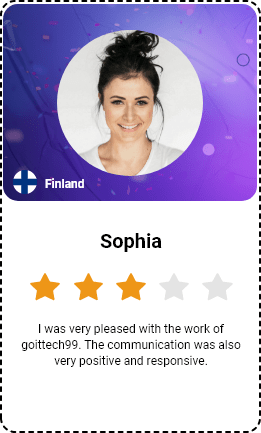 Finland
Sophia
I was very pleased with the work of
goittech99. The communication was also
very positive and responsive.